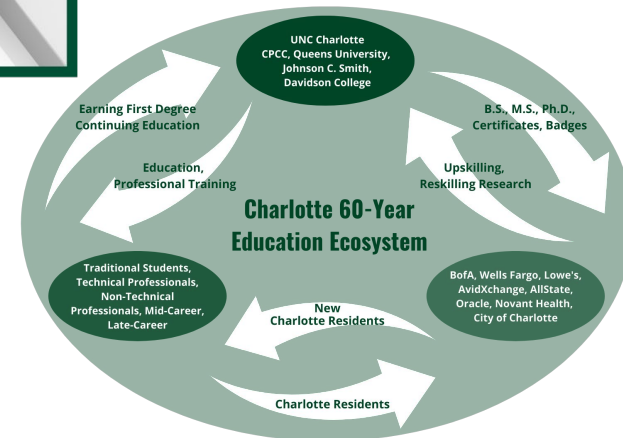 UNC Charlotte
CPCC, Queens University,
Johnson C. Smith,
Davidson College
Earning First Degree
Continuing Education
B.S., M.S., Ph.D.,
Certificates, Badges
Education,
Professional Training
Upskilling,
Reskilling Research
Charlotte 60-Year
Education Ecosystem
Traditional Students,
Technical Professionals,
Non-Technical
Professionals, Mid-Career,
Late-Career
BofA, Wells Fargo, Lowe's,
AvidXchange, AllState,
Oracle, Novant Health,
City of Charlotte
New
Charlotte Residents
Charlotte Residents